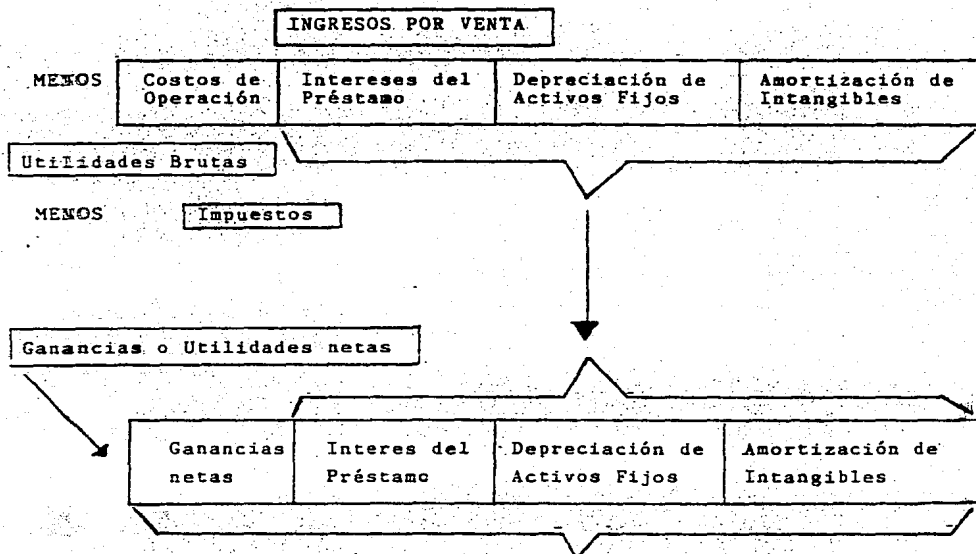 INGRESOS POR VENTA
MENOS
Costos de
Operación
Intereses del
Préstamo
Depreciación de
Activos Fijos
Amortización de
Intangibles
Utilidades Brutas
MENOS
Impuestos
Ganancias o Utilidades netas
Ganancias
netas
Interes del
Préstamo
Depreciación de
Activos Fijos
Amortización de
Intangibles